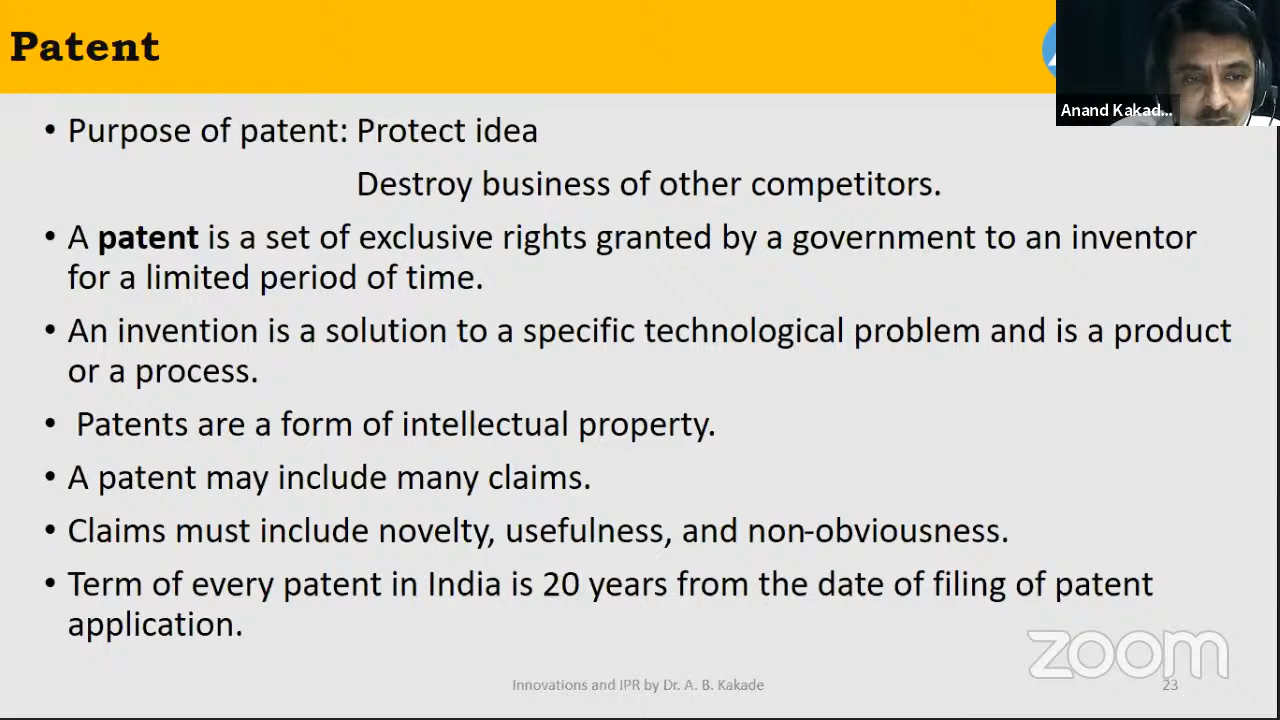 Patent
Anand Kakad...
• Purpose of patent: Protect idea
Destroy business of other competitors.
• A patent is a set of exclusive rights granted by a government to an inventor
for a limited period of time.
• An invention is a solution to a specific technological problem and is a product
or a process.
• Patents are a form of intellectual property.
• A patent may include many claims.
• Claims must include novelty, usefulness, and non-obviousness.
• Term of every patent in India is 20 years from the date of filing of patent
application.
zoom
Innovations and IPR by Dr. A. B. Kakade
23